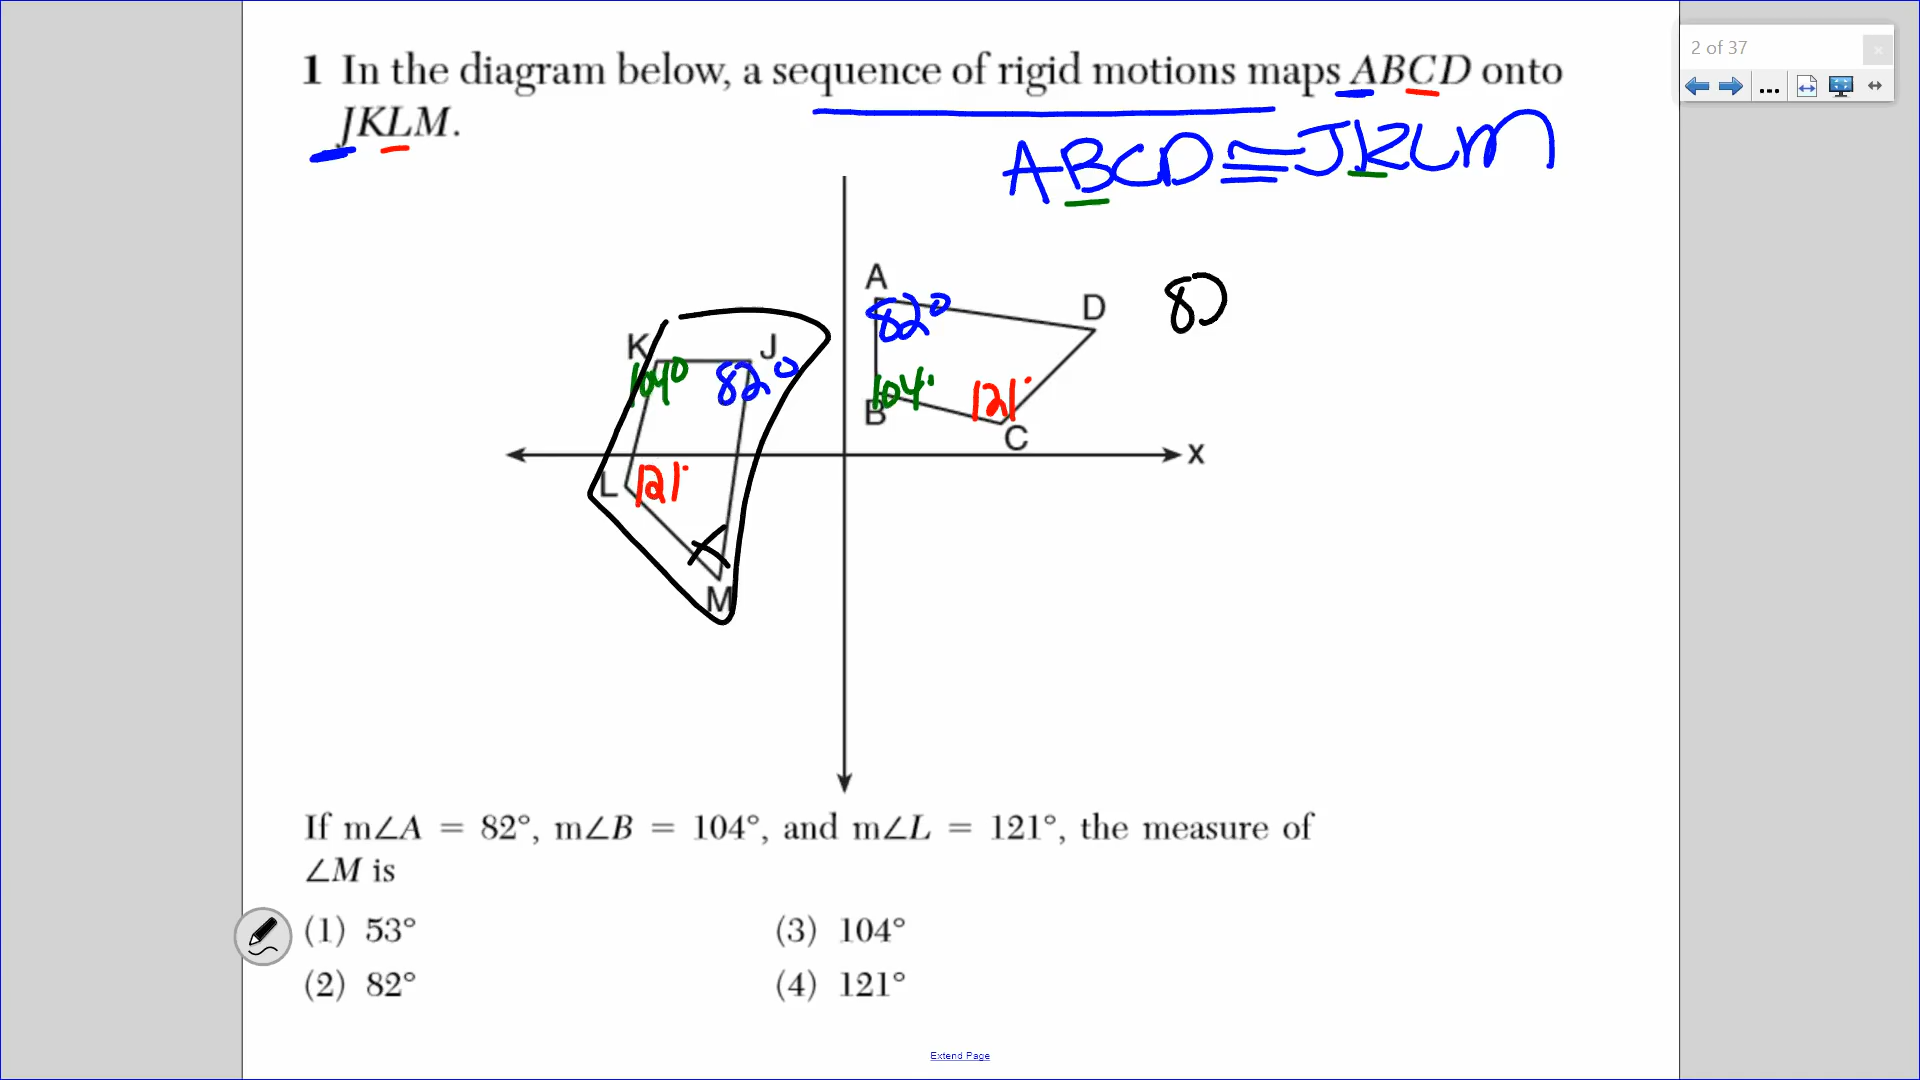 2 of 37
1 In the diagram below, a sequence of rigid motions maps ABCD onto
JKLM.
ABCD ≅ JKLM
A
82°
D
K
J
104°
82°
104°
121°
B
C
x
L
121°
M
If m∠A = 82°, m∠B = 104°, and m∠L = 121°, the measure of
∠M is
(1) 53° (3) 104°
(2) 82° (4) 121°
Extend Page